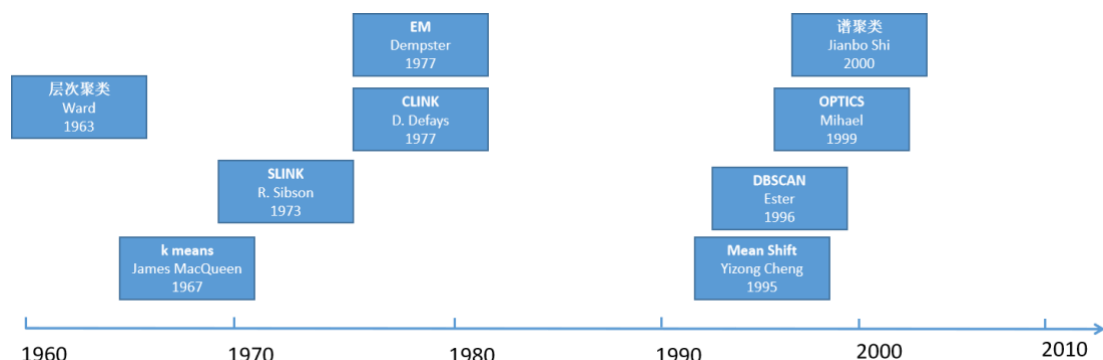 EM
Dempster
1977
谱聚类
Jianbo Shi
2000
层次聚类
Ward
1963
CLINK
D. Defays
1977
OPTICS
Mihael
1999
SLINK
R. Sibson
1973
DBSCAN
Ester
1996
k means
James MacQueen
1967
Mean Shift
Yizong Cheng
1995
1960 1970 1980 1990 2000 2010